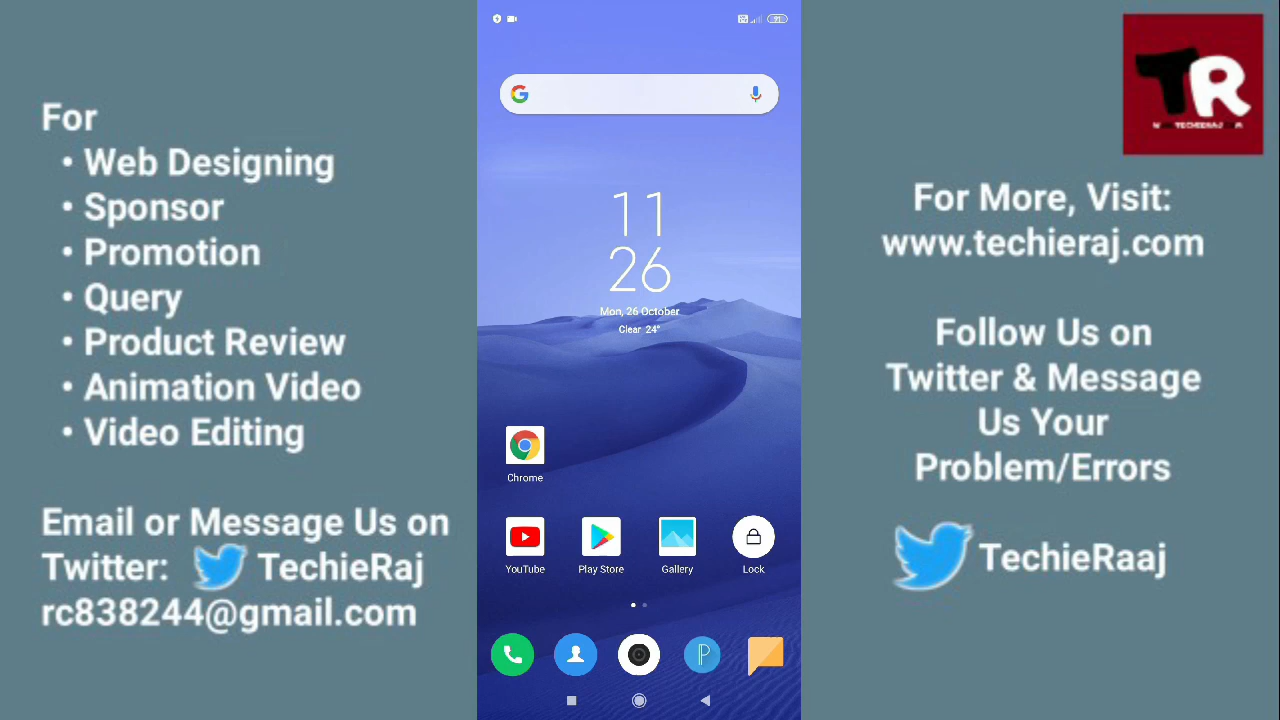 For
• Web Designing
• Sponsor
• Promotion
• Query
• Product Review
• Animation Video
• Video Editing
Email or Message Us on
Twitter: TechieRaj
rc838244@gmail.com
91
11
26
Mon, 26 October
Clear 24°
Chrome
YouTube
Play Store
Gallery
Lock
TR
For More, Visit:
www.techieraj.com
Follow Us on
Twitter & Message
Us Your
Problem/Errors
TechieRaaj